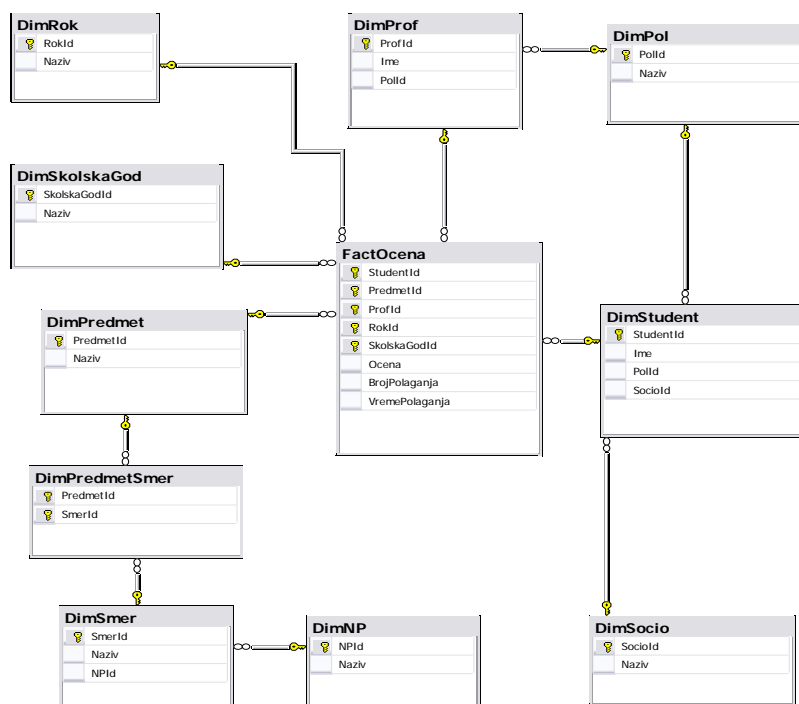 DimRok
RokId
Naziv
DimProf
ProfId
Ime
PolId
DimPol
PolId
Naziv
DimSkolskaGod
SkolskaGodId
Naziv
FactOcena
StudentId
PredmetId
ProfId
RokId
SkolskaGodId
Ocena
BrojPolaganja
VremePolaganja
DimPredmet
PredmetId
Naziv
DimStudent
StudentId
Ime
PolId
SocioId
DimPredmetSmer
PredmetId
SmerId
DimSmer
SmerId
Naziv
NPId
DimNP
NPId
Naziv
DimSocio
SocioId
Naziv